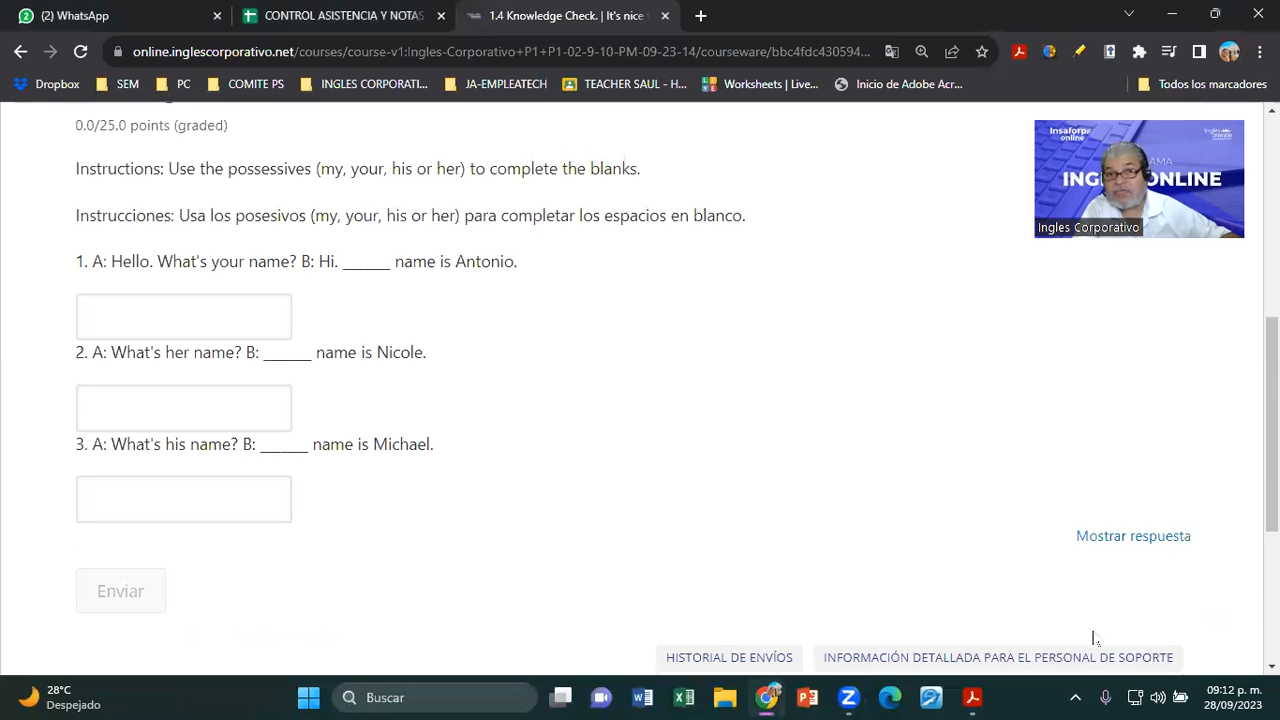 (2) WhatsApp
CONTROL ASISTENCIA Y NOTAS
1.4 Knowledge Check. | It's nice
online.inglescorporativo.net/courses/course-v1:Ingles-Corporativo+P1+P1-02-9-10-PM-09-23-14/courseware/bbc4fdc430594...
Dropbox
SEM
PC
COMITE PS
INGLES CORPORATI...
JA-EMPLEATECH
TEACHER SAUL - H...
Worksheets | Live...
Inicio de Adobe Acr...
Todos los marcadores
0.0/25.0 points (graded)
Instructions: Use the possessives (my, your, his or her) to complete the blanks.
Instrucciones: Usa los posesivos (my, your, his or her) para completar los espacios en blanco.
1. A: Hello. What's your name? B: Hi. ______ name is Antonio.
2. A: What's her name? B: ______ name is Nicole.
3. A: What's his name? B: ______ name is Michael.
Mostrar respuesta
Enviar
HISTORIAL DE ENVÍOS
INFORMACIÓN DETALLADA PARA EL PERSONAL DE SOPORTE
online
Ingles Corporativo
28°C
Despejado
Buscar
09:12 p. m.
28/09/2023